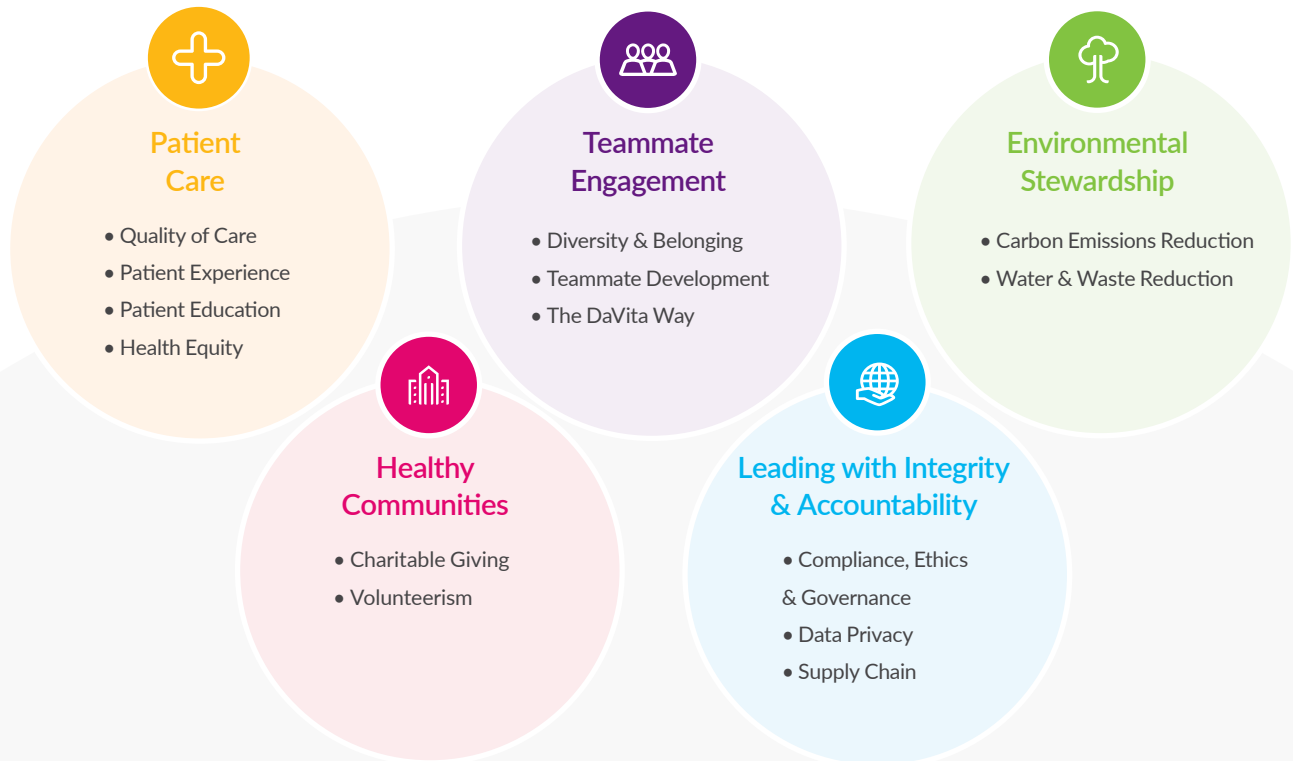 Patient
Care
• Quality of Care
• Patient Experience
• Patient Education
• Health Equity
Teammate
Engagement
• Diversity & Belonging
• Teammate Development
• The DaVita Way
Environmental
Stewardship
• Carbon Emissions Reduction
• Water & Waste Reduction
Healthy
Communities
• Charitable Giving
• Volunteerism
Leading with Integrity
& Accountability
• Compliance, Ethics
& Governance
• Data Privacy
• Supply Chain